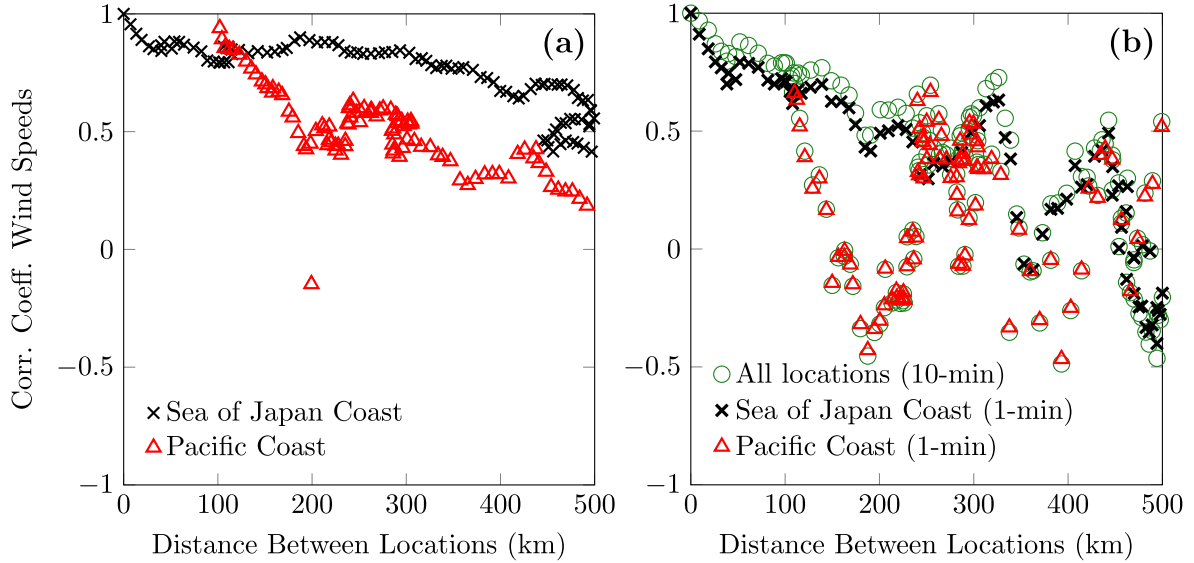 Corr. Coeff. Wind Speeds
1
0.5
0
−0.5
−1
(a)
Sea of Japan Coast
Pacific Coast
0
100
200
300
400
500
Distance Between Locations (km)
1
0.5
0
−0.5
−1
(b)
All locations (10-min)
Sea of Japan Coast (1-min)
Pacific Coast (1-min)
0
100
200
300
400
500
Distance Between Locations (km)